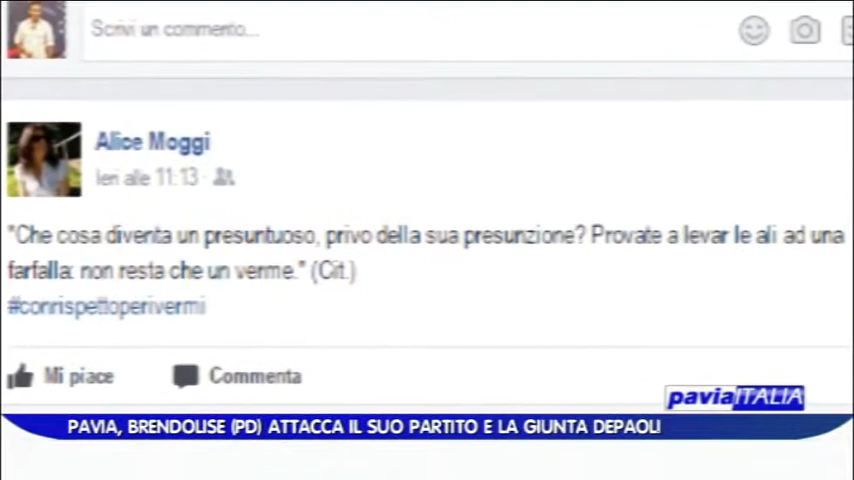 Scrivi un commento...
Alice Moggi
Ieri alle 11:13 ·
"Che cosa diventa un presuntuoso, privo della sua presunzione? Provate a levar le ali ad una
farfalla: non resta che un verme." (Cit.)
#conrispettoperivermi
Mi piace Commenta
paviaITALIA
PAVIA, BRENDOLISE (PD) ATTACCA IL SUO PARTITO E LA GIUNTA DEPAOLI